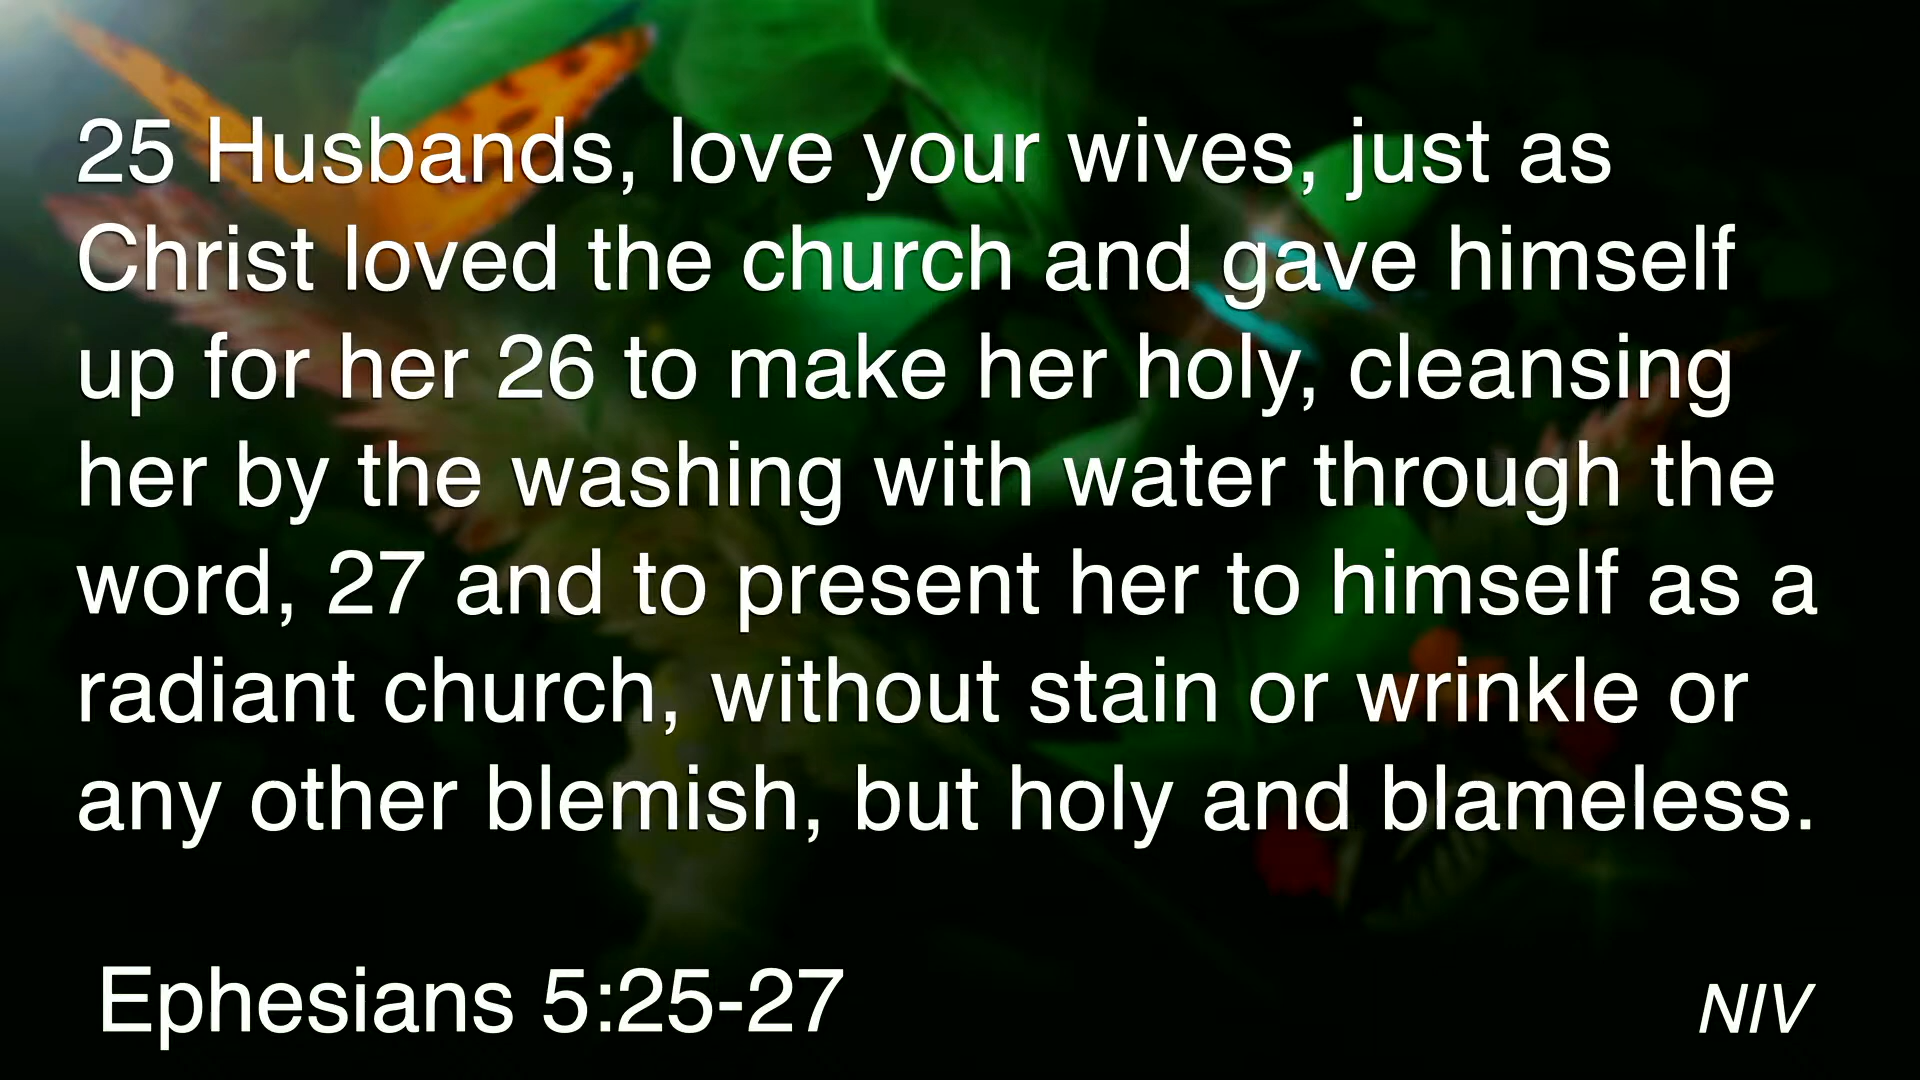 25 Husbands, love your wives, just as
Christ loved the church and gave himself
up for her 26 to make her holy, cleansing
her by the washing with water through the
word, 27 and to present her to himself as a
radiant church, without stain or wrinkle or
any other blemish, but holy and blameless.
Ephesians 5:25-27
NIV